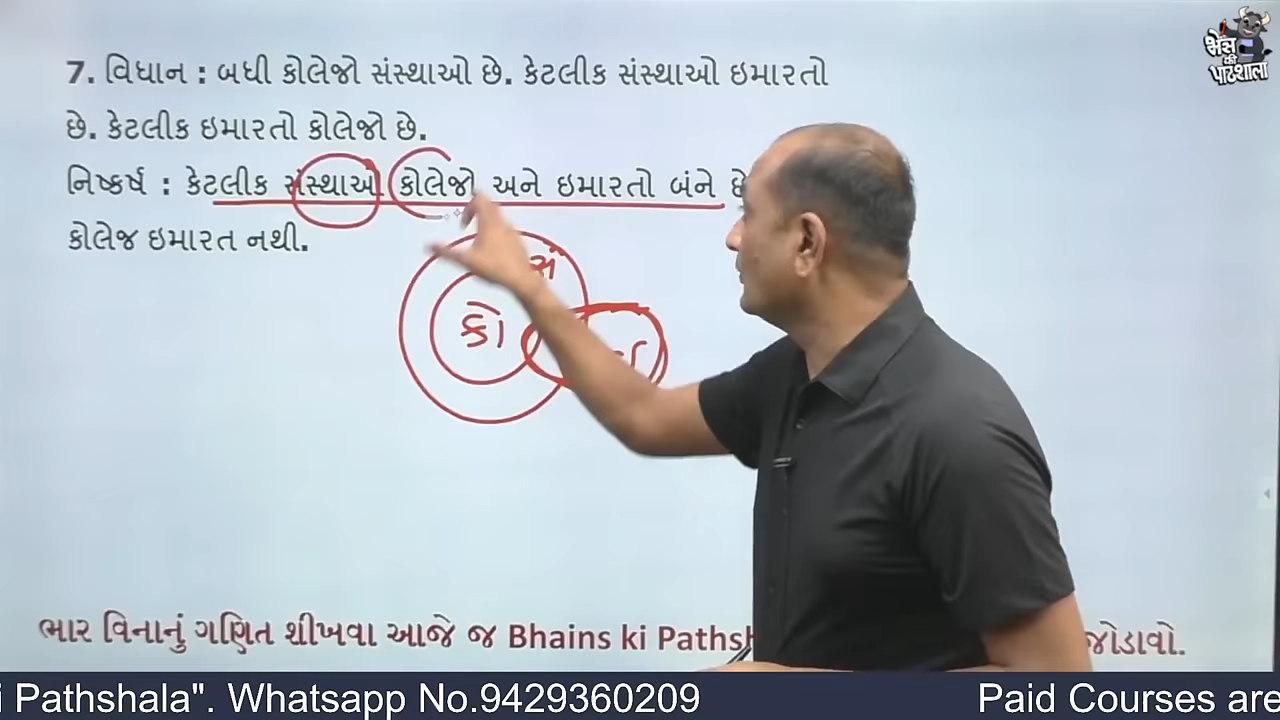 भैंस
की
पाठशाला
7. વિધાન : બધી કોલેજો સંસ્થાઓ છે. કેટલીક સંસ્થાઓ ઇમારતો
છે. કેટલીક ઇમારતો કોલેજો છે.
નિષ્કર્ષ : કેટલીક સંસ્થાઓ કોલેજો અને ઇમારતો બંને
કોલેજ ઇમારત નથી.
સં
કો
ભાર વિનાનું ગણિત શીખવા આજે જ Bhains ki જોડાવો.
Pathshala". Whatsapp No.9429360209 Paid Courses are